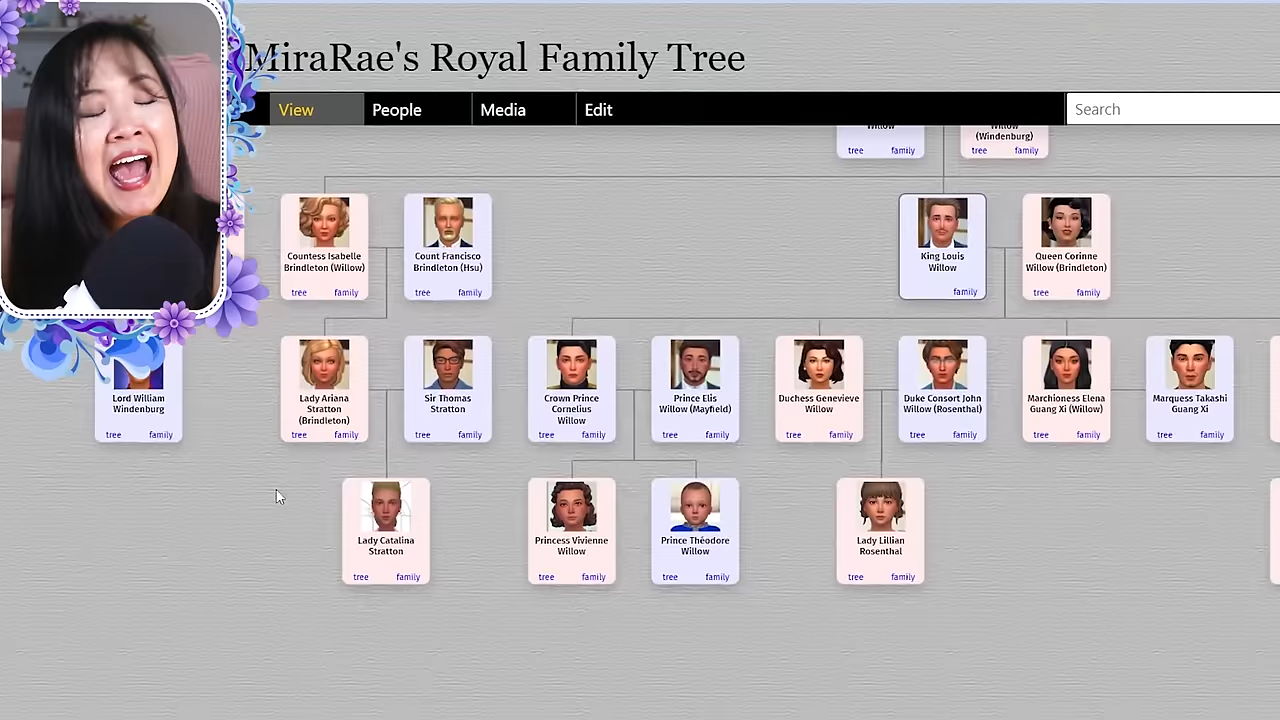 MiraRae's Royal Family Tree
View People Media Edit Search
Willow
Willow
(Windenburg)
tree family
tree family
Countess Isabelle
Brindleton (Willow)
tree family
Count Francisco
Brindleton (Hsu)
tree family
King Louis
Willow
family
Queen Corinne
Willow (Brindleton)
tree family
Lord William
Windenburg
tree family
Lady Ariana
Stratton
(Brindleton)
tree family
Sir Thomas
Stratton
tree family
Crown Prince
Cornelius
Willow
tree family
Prince Elis
Willow (Mayfield)
tree family
Duchess Genevieve
Willow
tree family
Duke Consort John
Willow (Rosenthal)
tree family
Marchioness Elena
Guang Xi (Willow)
tree family
Marquess Takashi
Guang Xi
tree family
Lady Catalina
Stratton
tree family
Princess Vivienne
Willow
tree family
Prince Théodore
Willow
tree family
Lady Lillian
Rosenthal
tree family